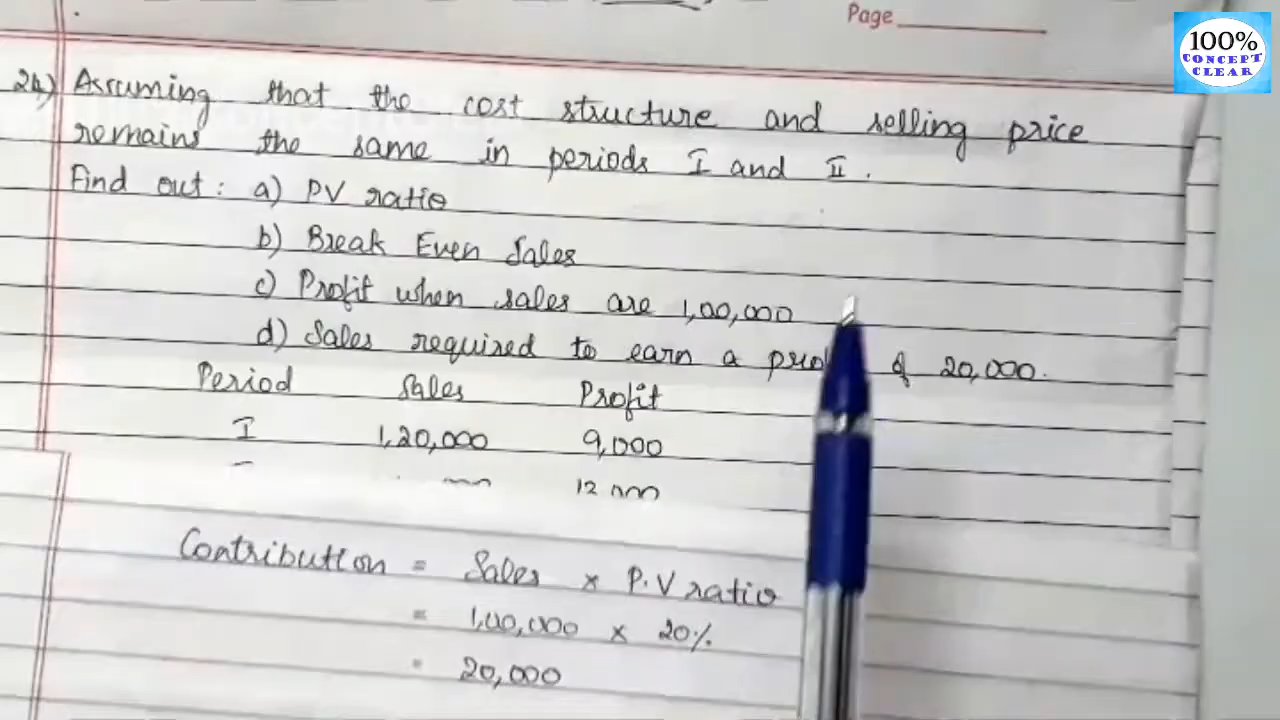 Page
100%
CONCEPT
CLEAR
24) Assuming that the cost structure and selling price
remains the same in periods I and II.
Find out: a) PV ratio
b) Break Even Sales
c) Profit when sales are 1,00,000
d) Sales required to earn a of 20,000.
Period Sales Profit
I 1,20,000 9,000
12
Contribution = Sales x P.V ratio
= 1,00,000 x 20%
= 20,000